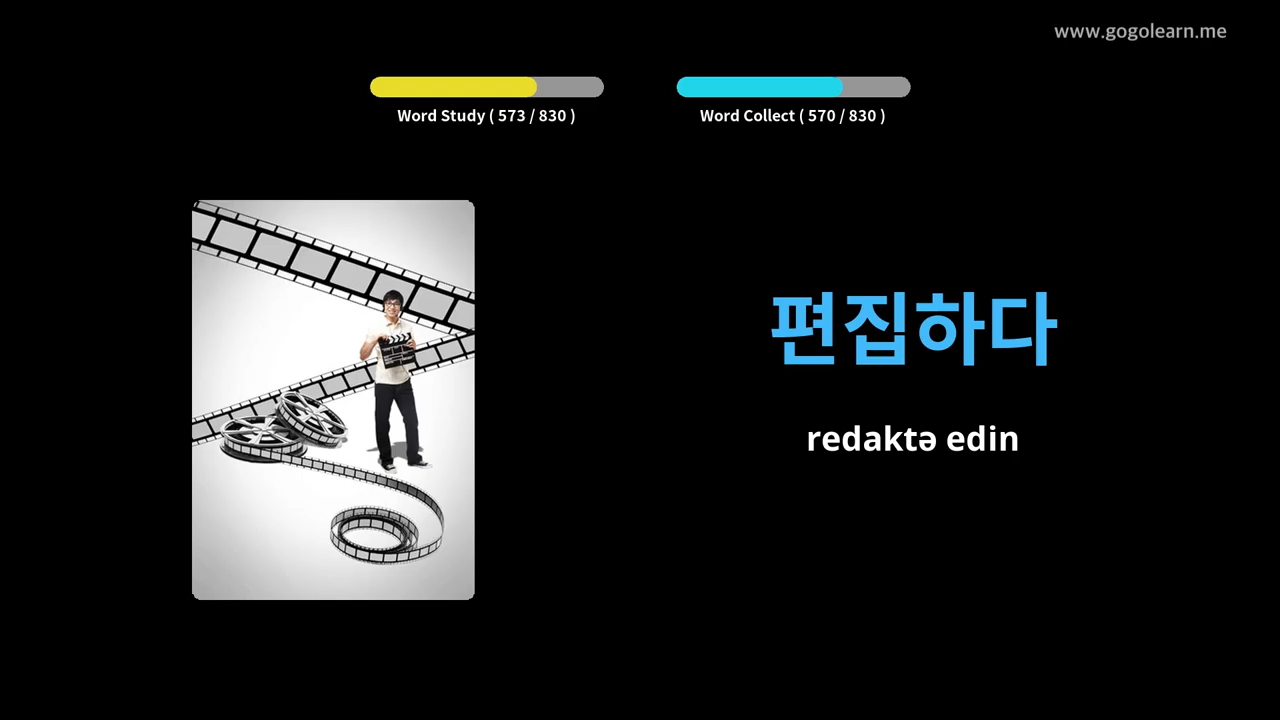 www.gogolearn.me
Word Study ( 573 / 830 )
Word Collect ( 570 / 830 )
편집하다
redaktə edin